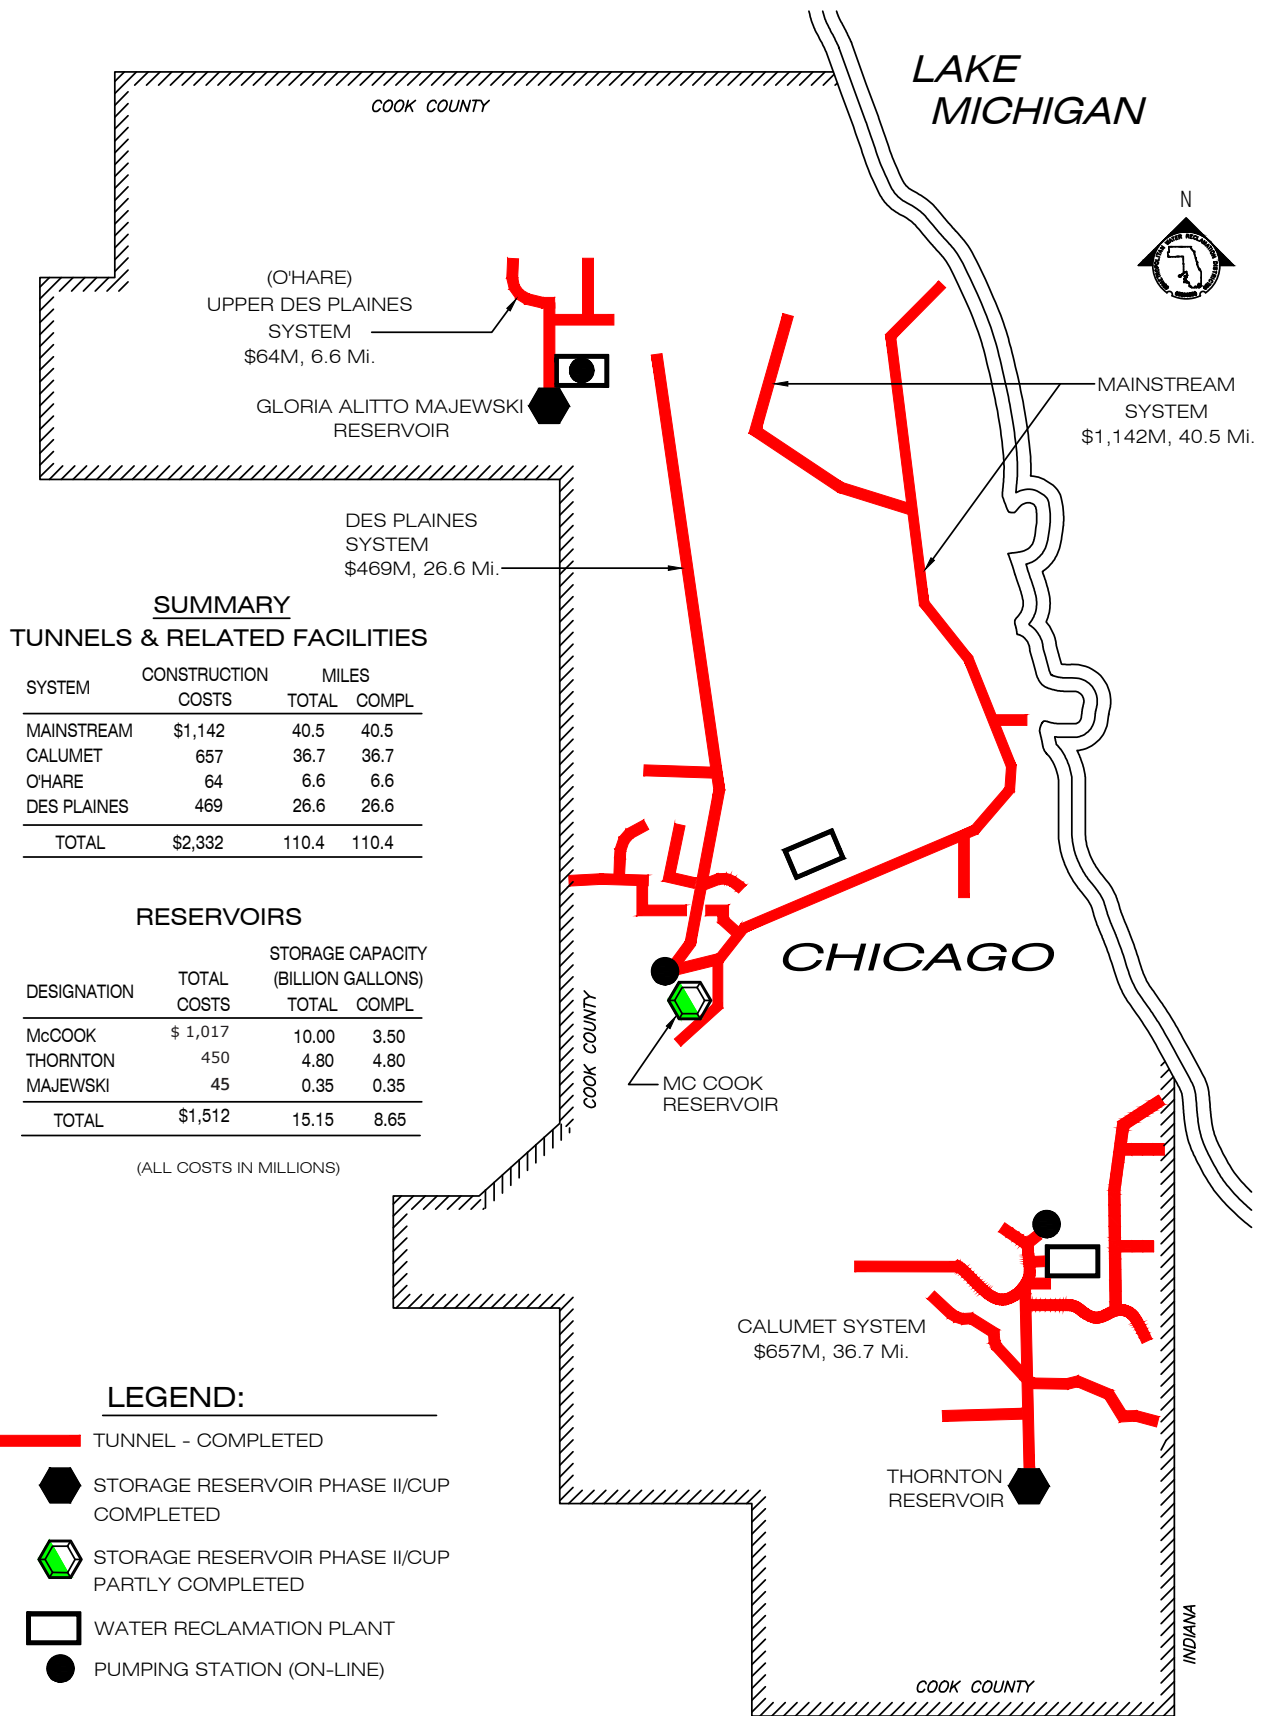 LAKE
MICHIGAN
COOK COUNTY
N
(O'HARE)
UPPER DES PLAINES
SYSTEM
$64M, 6.6 Mi.
GLORIA ALITTO MAJEWSKI
RESERVOIR
MAINSTREAM
SYSTEM
$1,142M, 40.5 Mi.
DES PLAINES
SYSTEM
$469M, 26.6 Mi.
SUMMARY
TUNNELS & RELATED FACILITIES
SYSTEM CONSTRUCTION COSTS MILES
TOTAL COMPL
MAINSTREAM $1,142 40.5 40.5
CALUMET 657 36.7 36.7
O'HARE 64 6.6 6.6
DES PLAINES 469 26.6 26.6
TOTAL $2,332 110.4 110.4
RESERVOIRS
STORAGE CAPACITY
DESIGNATION TOTAL COSTS (BILLION GALLONS)
TOTAL COMPL
McCOOK $ 1,017 10.00 3.50
THORNTON 450 4.80 4.80
MAJEWSKI 45 0.35 0.35
TOTAL $1,512 15.15 8.65
(ALL COSTS IN MILLIONS)
CHICAGO
COOK COUNTY
MC COOK
RESERVOIR
CALUMET SYSTEM
$657M, 36.7 Mi.
THORNTON
RESERVOIR
INDIANA
COOK COUNTY
LEGEND:
TUNNEL - COMPLETED
STORAGE RESERVOIR PHASE II/CUP
COMPLETED
STORAGE RESERVOIR PHASE II/CUP
PARTLY COMPLETED
WATER RECLAMATION PLANT
PUMPING STATION (ON-LINE)